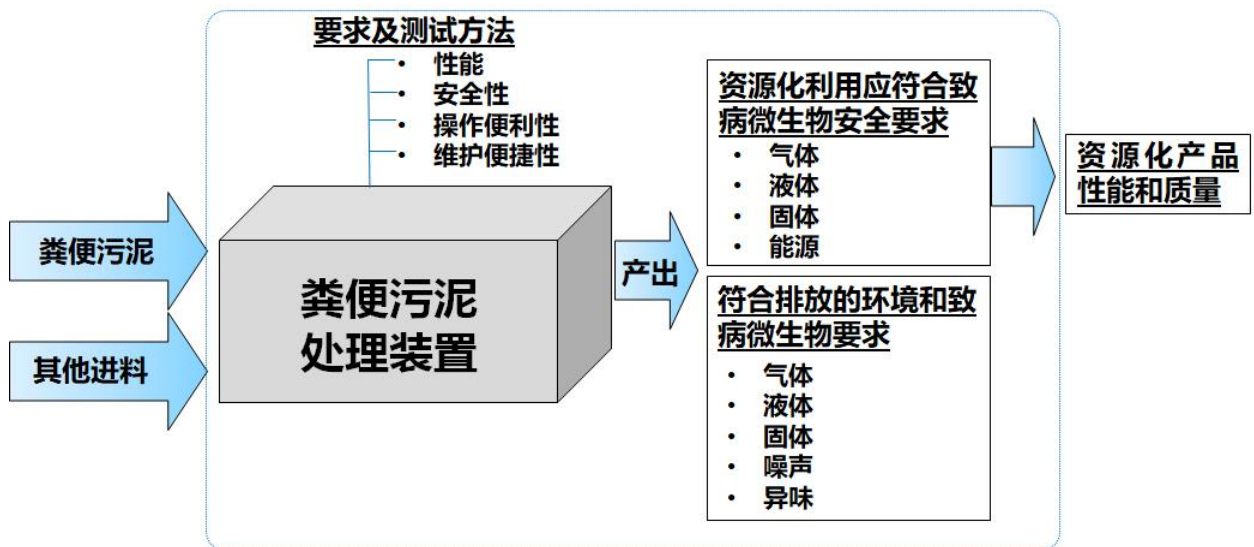 要求及测试方法
• 性能
• 安全性
• 操作便利性
• 维护便捷性
粪便污泥
其他进料
粪便污泥
处理装置
产出
资源化利用应符合致
病微生物安全要求
• 气体
• 液体
• 固体
• 能源
符合排放的环境和致
病微生物要求
• 气体
• 液体
• 固体
• 噪声
• 异味
资源化产品
性能和质量